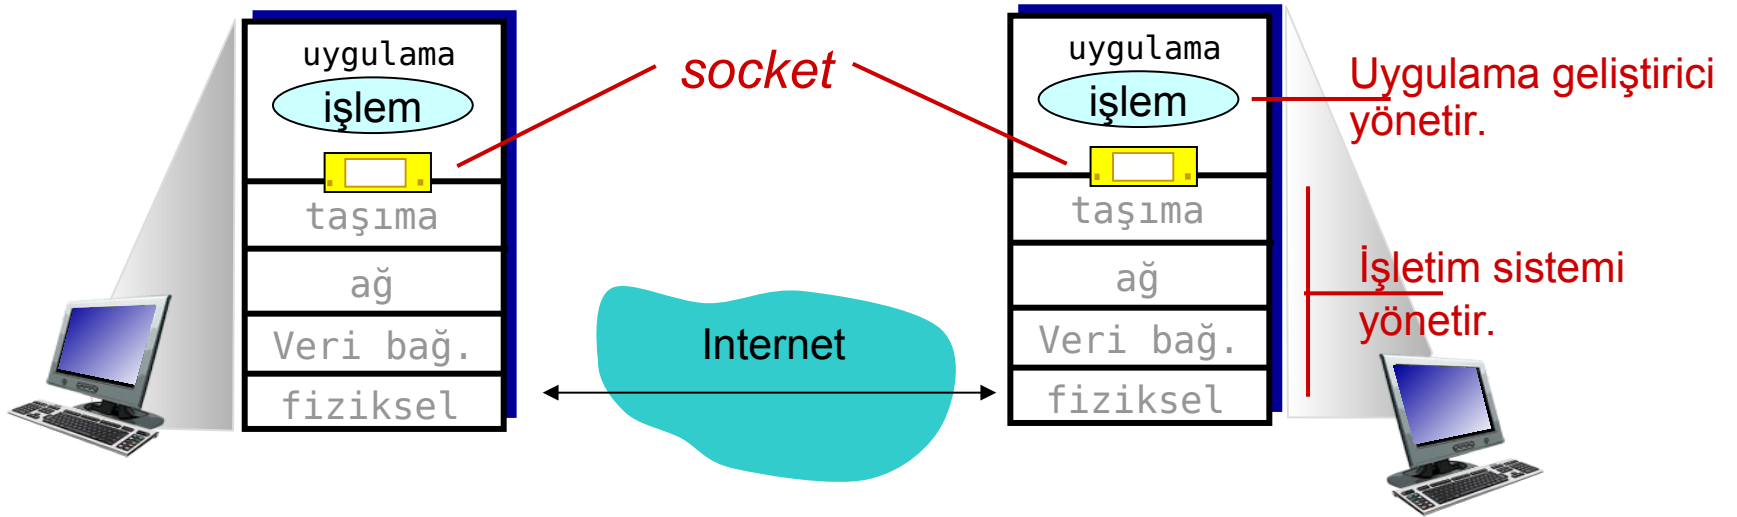 uygulama
işlem
taşıma
ağ
Veri bağ.
fiziksel
socket
Internet
uygulama
işlem
taşıma
ağ
Veri bağ.
fiziksel
Uygulama geliştirici
yönetir.
İşletim sistemi
yönetir.